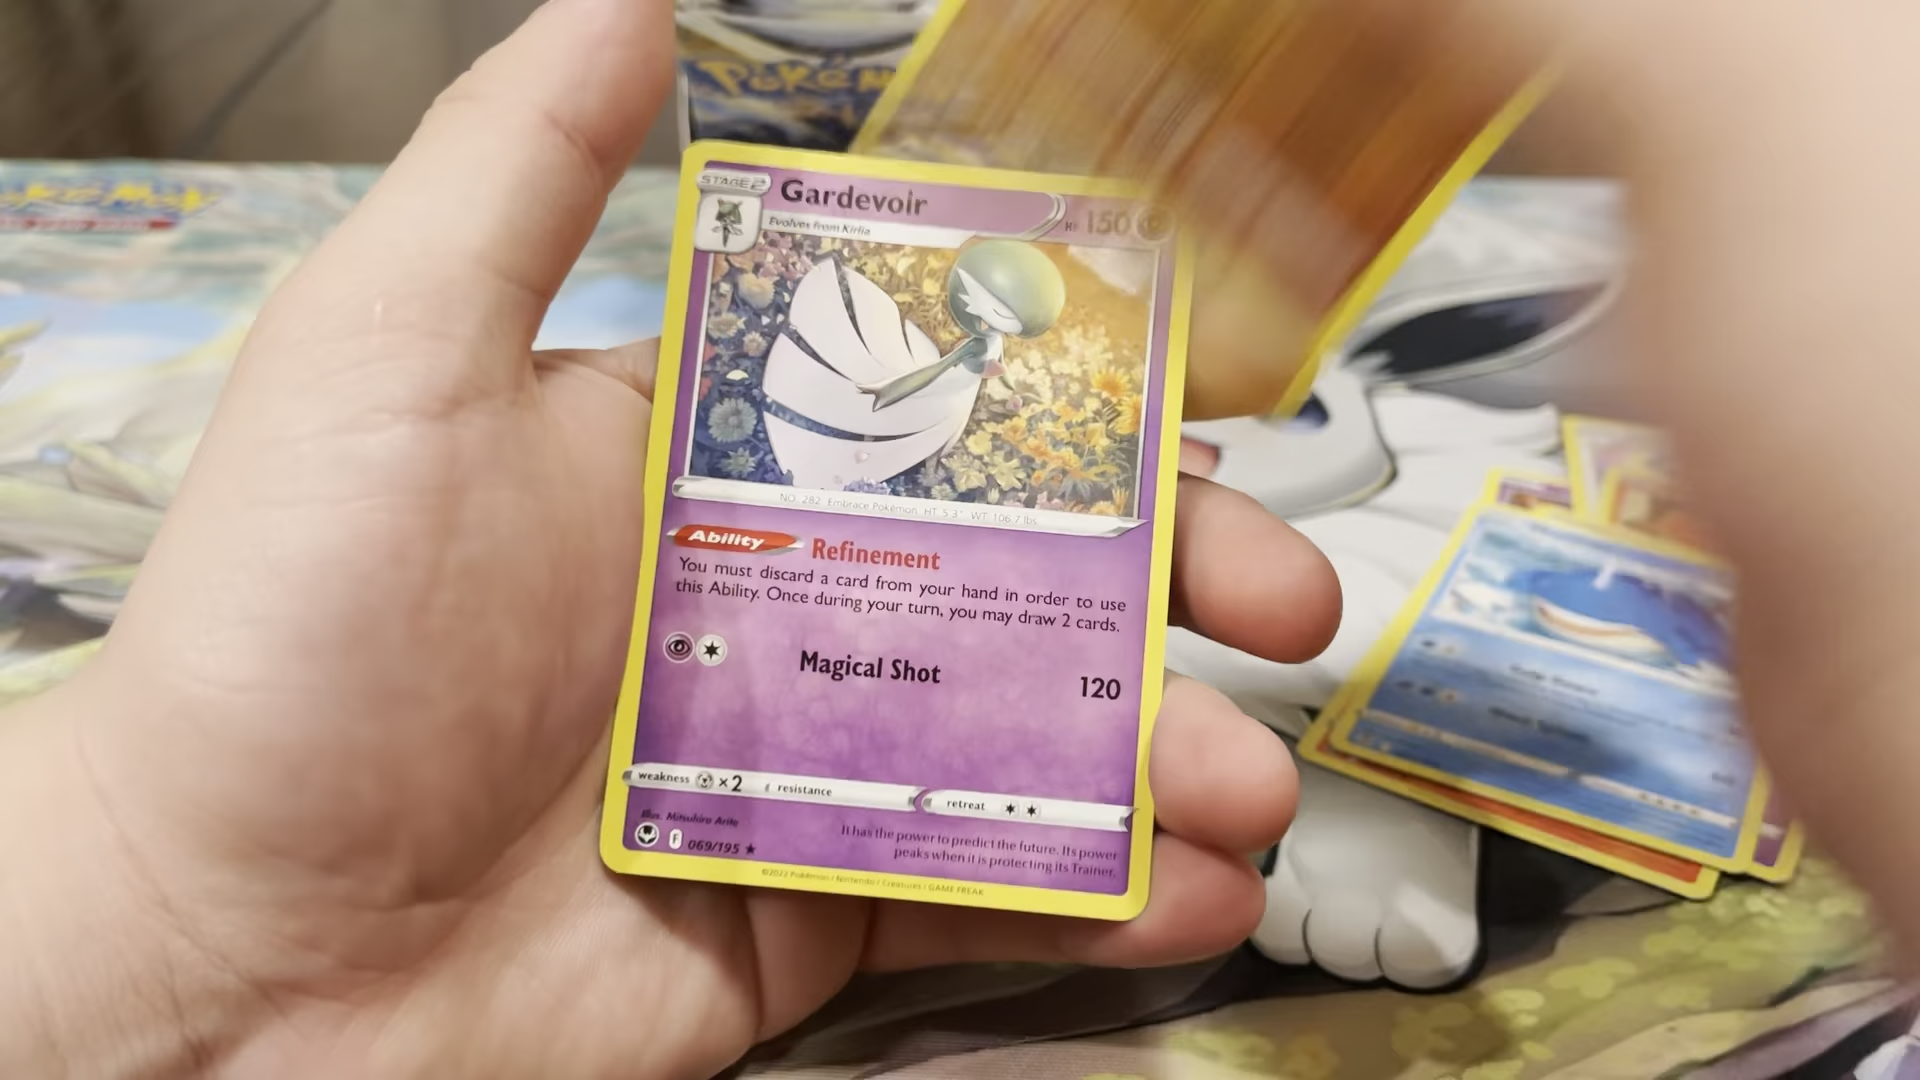 POKéM
POKéMON
STAGE 2
Gardevoir
HP 150
Evolves from Kirlia
NO. 282 Embrace Pokémon HT 5'3" WT 106.7 lbs.
Ability Refinement
You must discard a card from your hand in order to use
this Ability. Once during your turn, you may draw 2 cards.
Magical Shot
120
weakness ×2 resistance retreat
Illus. Mitsuhiro Arita
F 069/195 ★
It has the power to predict the future. Its power
peaks when it is protecting its Trainer.
©2022 Pokémon / Nintendo / Creatures / GAME FREAK